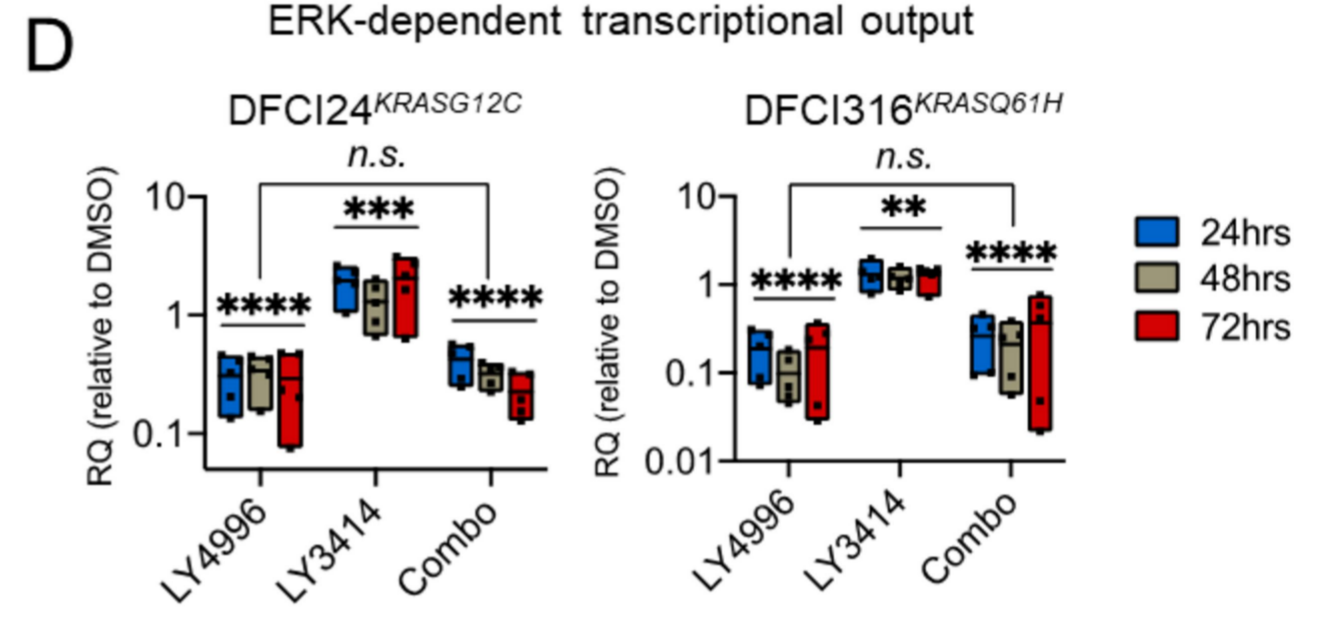 D
ERK-dependent transcriptional output
DFCI24KRASG12C
n.s.
RQ (relative to DMSO)
10
1
0.1
***
****
****
LY4996
LY3414
Combo
DFCI316KRASQ61H
n.s.
RQ (relative to DMSO)
10
1
0.1
0.01
**
****
****
LY4996
LY3414
Combo
24hrs
48hrs
72hrs